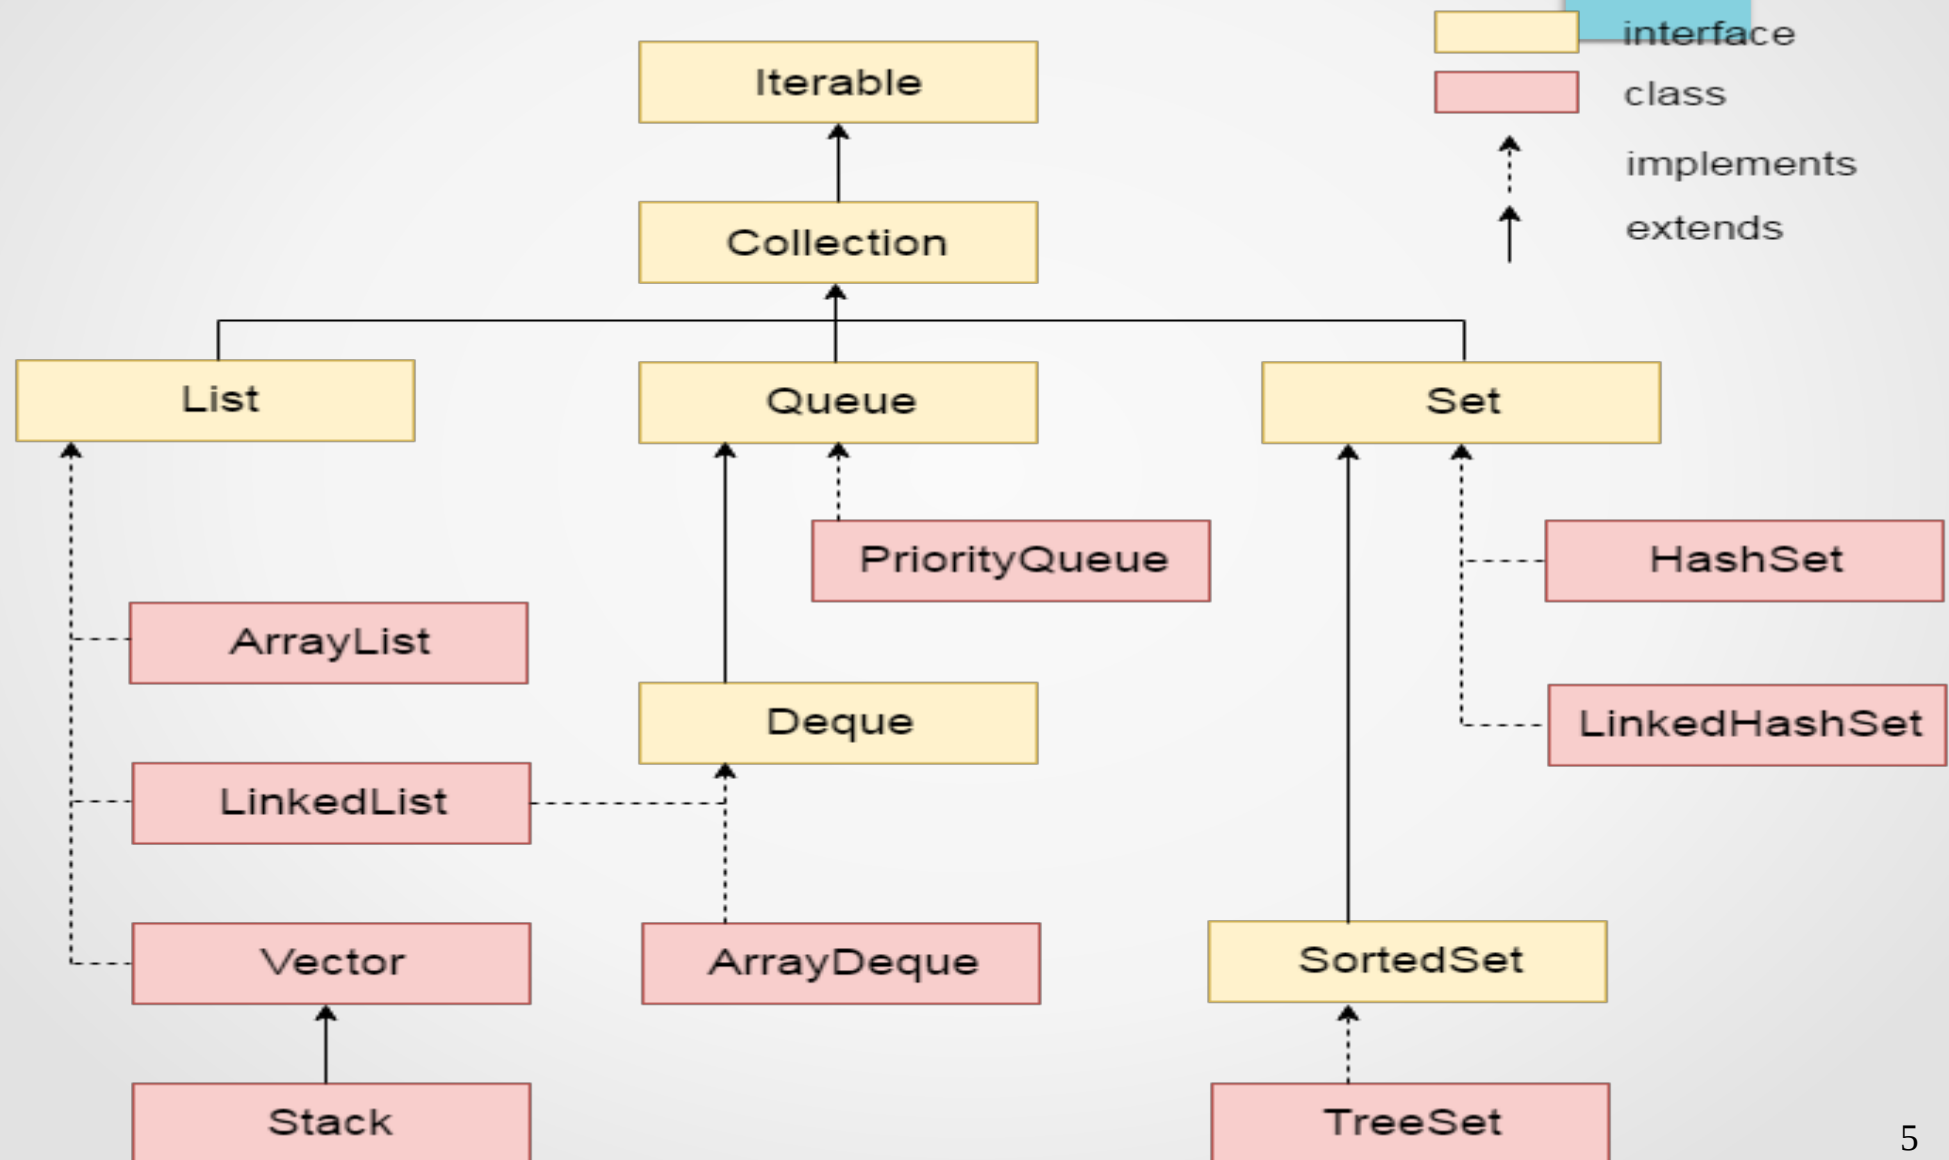 interface
Iterable
class
implements
extends
Collection
List
Queue
Set
PriorityQueue
HashSet
ArrayList
Deque
LinkedHashSet
LinkedList
Vector
ArrayDeque
SortedSet
Stack
TreeSet
5